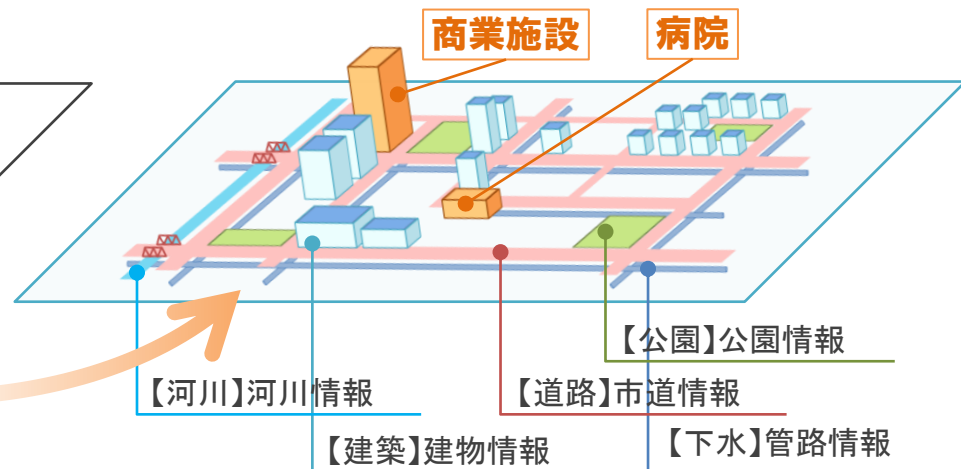 商業施設
病院
【公園】公園情報
【河川】河川情報
【道路】市道情報
【建築】建物情報
【下水】管路情報